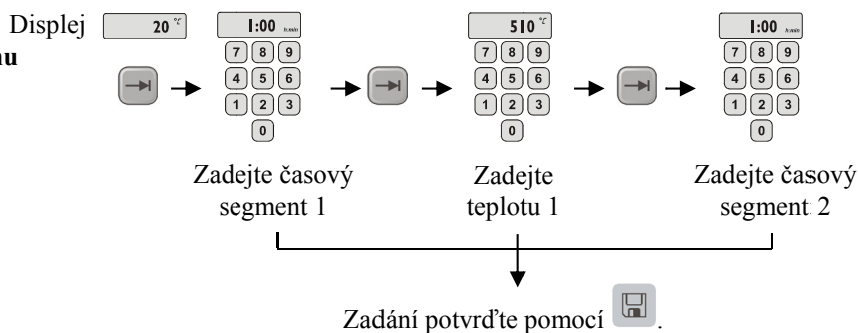 Displej
nu
20 °C
1:00 h:min
7 8 9
4 5 6
1 2 3
0
510 °C
7 8 9
4 5 6
1 2 3
0
1:00 h:min
7 8 9
4 5 6
1 2 3
0
Zadejte časový
segment 1
Zadejte
teplotu 1
Zadejte časový
segment 2
Zadání potvrďte pomocí .